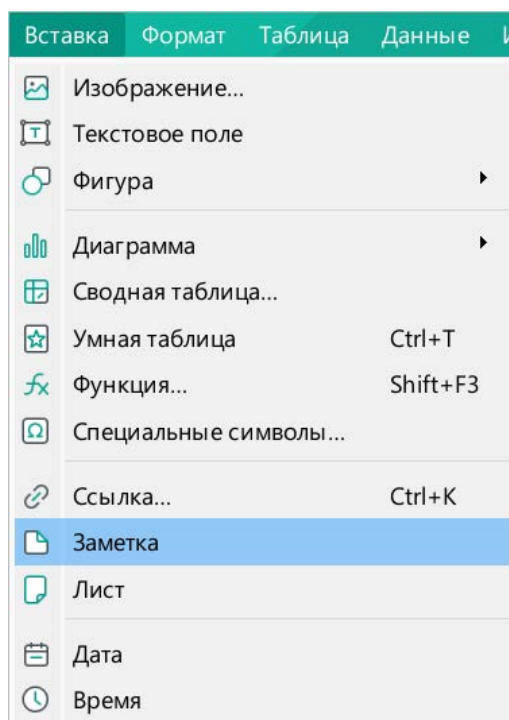 Вставка Формат Таблица Данные
Изображение...
Текстовое поле
Фигура
Диаграмма
Сводная таблица...
Умная таблица Ctrl+T
Функция... Shift+F3
Специальные символы...
Ссылка... Ctrl+K
Заметка
Лист
Дата
Время